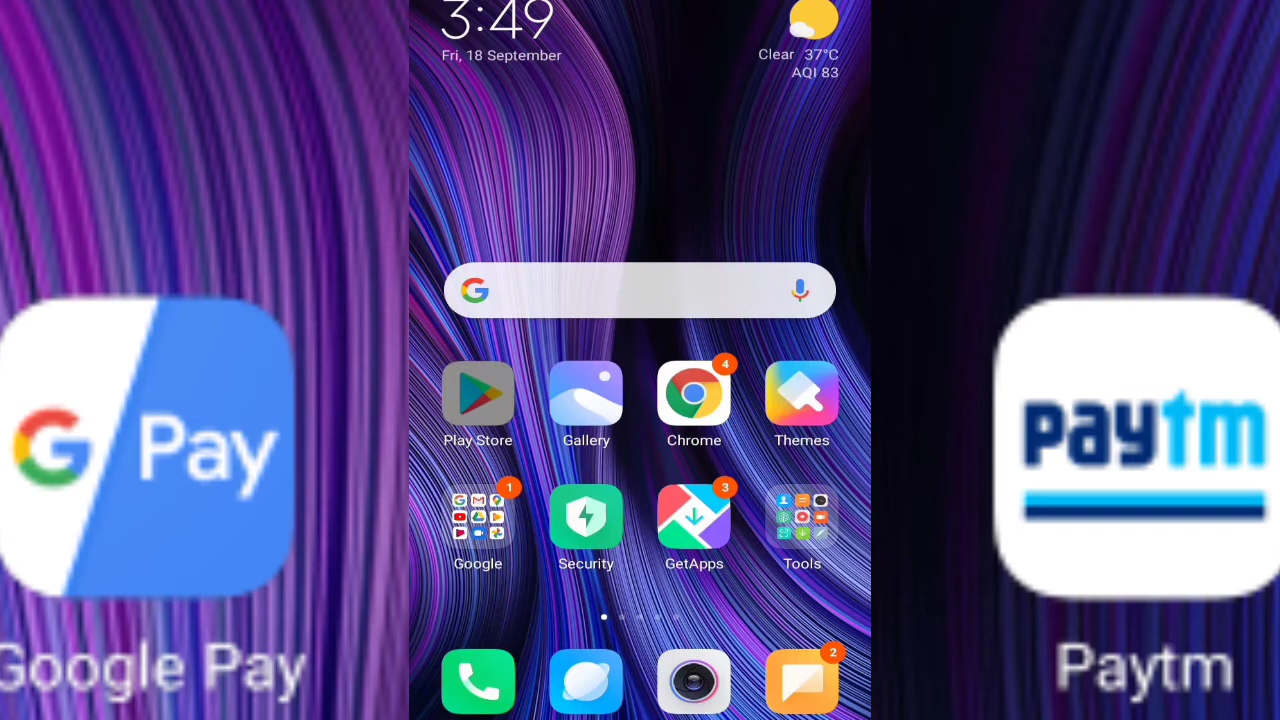 3:49
Fri, 18 September
Clear 37°C
AQI 83
G Pay
paytm
4
Play Store Gallery Chrome Themes
1
3
Google Security GetApps Tools
Google Pay
Paytm
2